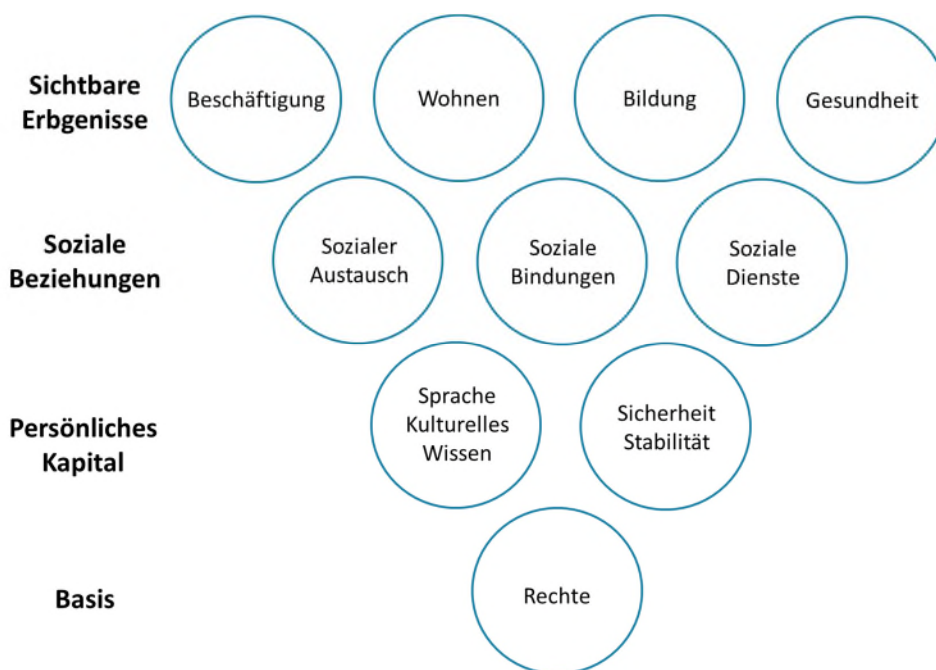 Sichtbare
Erbgenisse
Beschäftigung
Wohnen
Bildung
Gesundheit
Soziale
Beziehungen
Sozialer
Austausch
Soziale
Bindungen
Soziale
Dienste
Persönliches
Kapital
Sprache
Kulturelles
Wissen
Sicherheit
Stabilität
Basis
Rechte